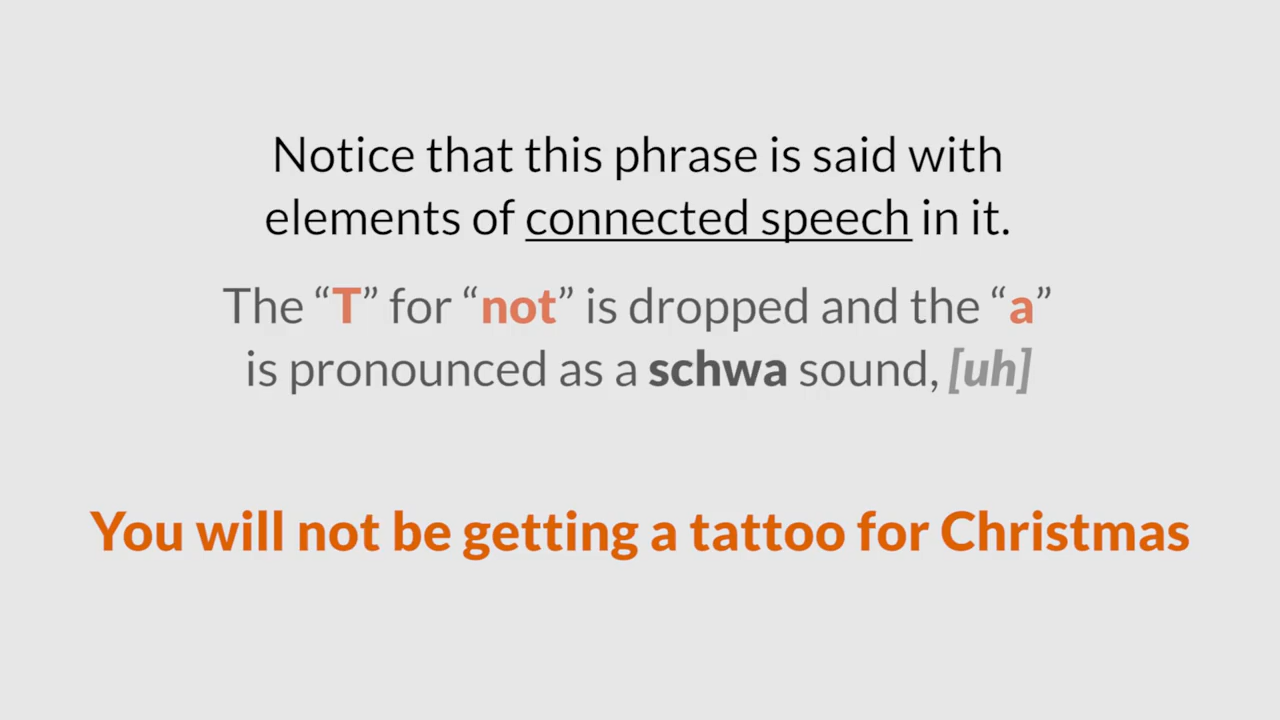 Notice that this phrase is said with
elements of connected speech in it.
The “T” for “not” is dropped and the “a”
is pronounced as a schwa sound, [uh]
You will not be getting a tattoo for Christmas